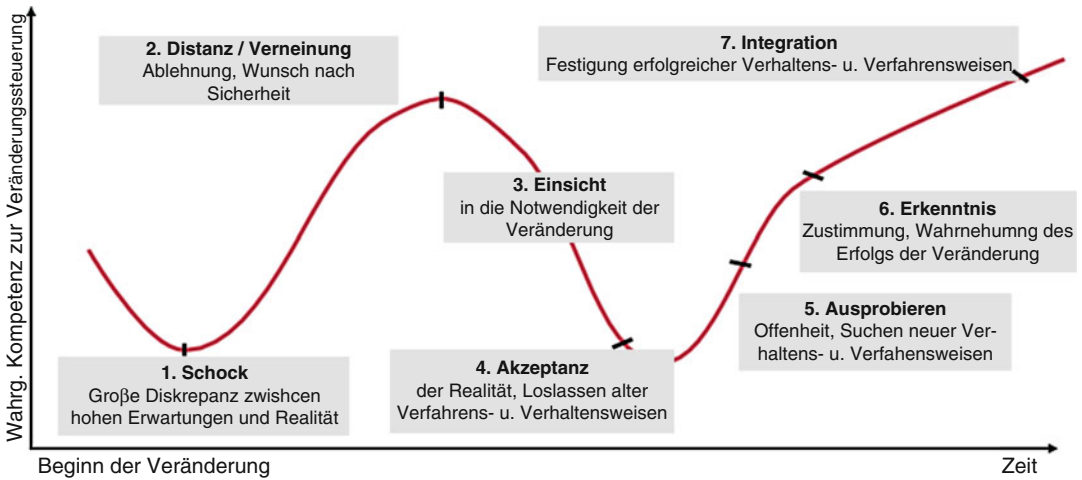 Wahrg. Kompetenz zur Veränderungssteuerung
2. Distanz / Verneinung
Ablehnung, Wunsch nach
Sicherheit
7. Integration
Festigung erfolgreicher Verhaltens- u. Verfahrensweisen
3. Einsicht
in die Notwendigkeit der
Veränderung
6. Erkenntnis
Zustimmung, Wahrnehumng des
Erfolgs der Veränderung
5. Ausprobieren
Offenheit, Suchen neuer Ver-
haltens- u. Verfahensweisen
1. Schock
Große Diskrepanz zwishcen
hohen Erwartungen und Realität
4. Akzeptanz
der Realität, Loslassen alter
Verfahrens- u. Verhaltensweisen
Beginn der Veränderung
Zeit